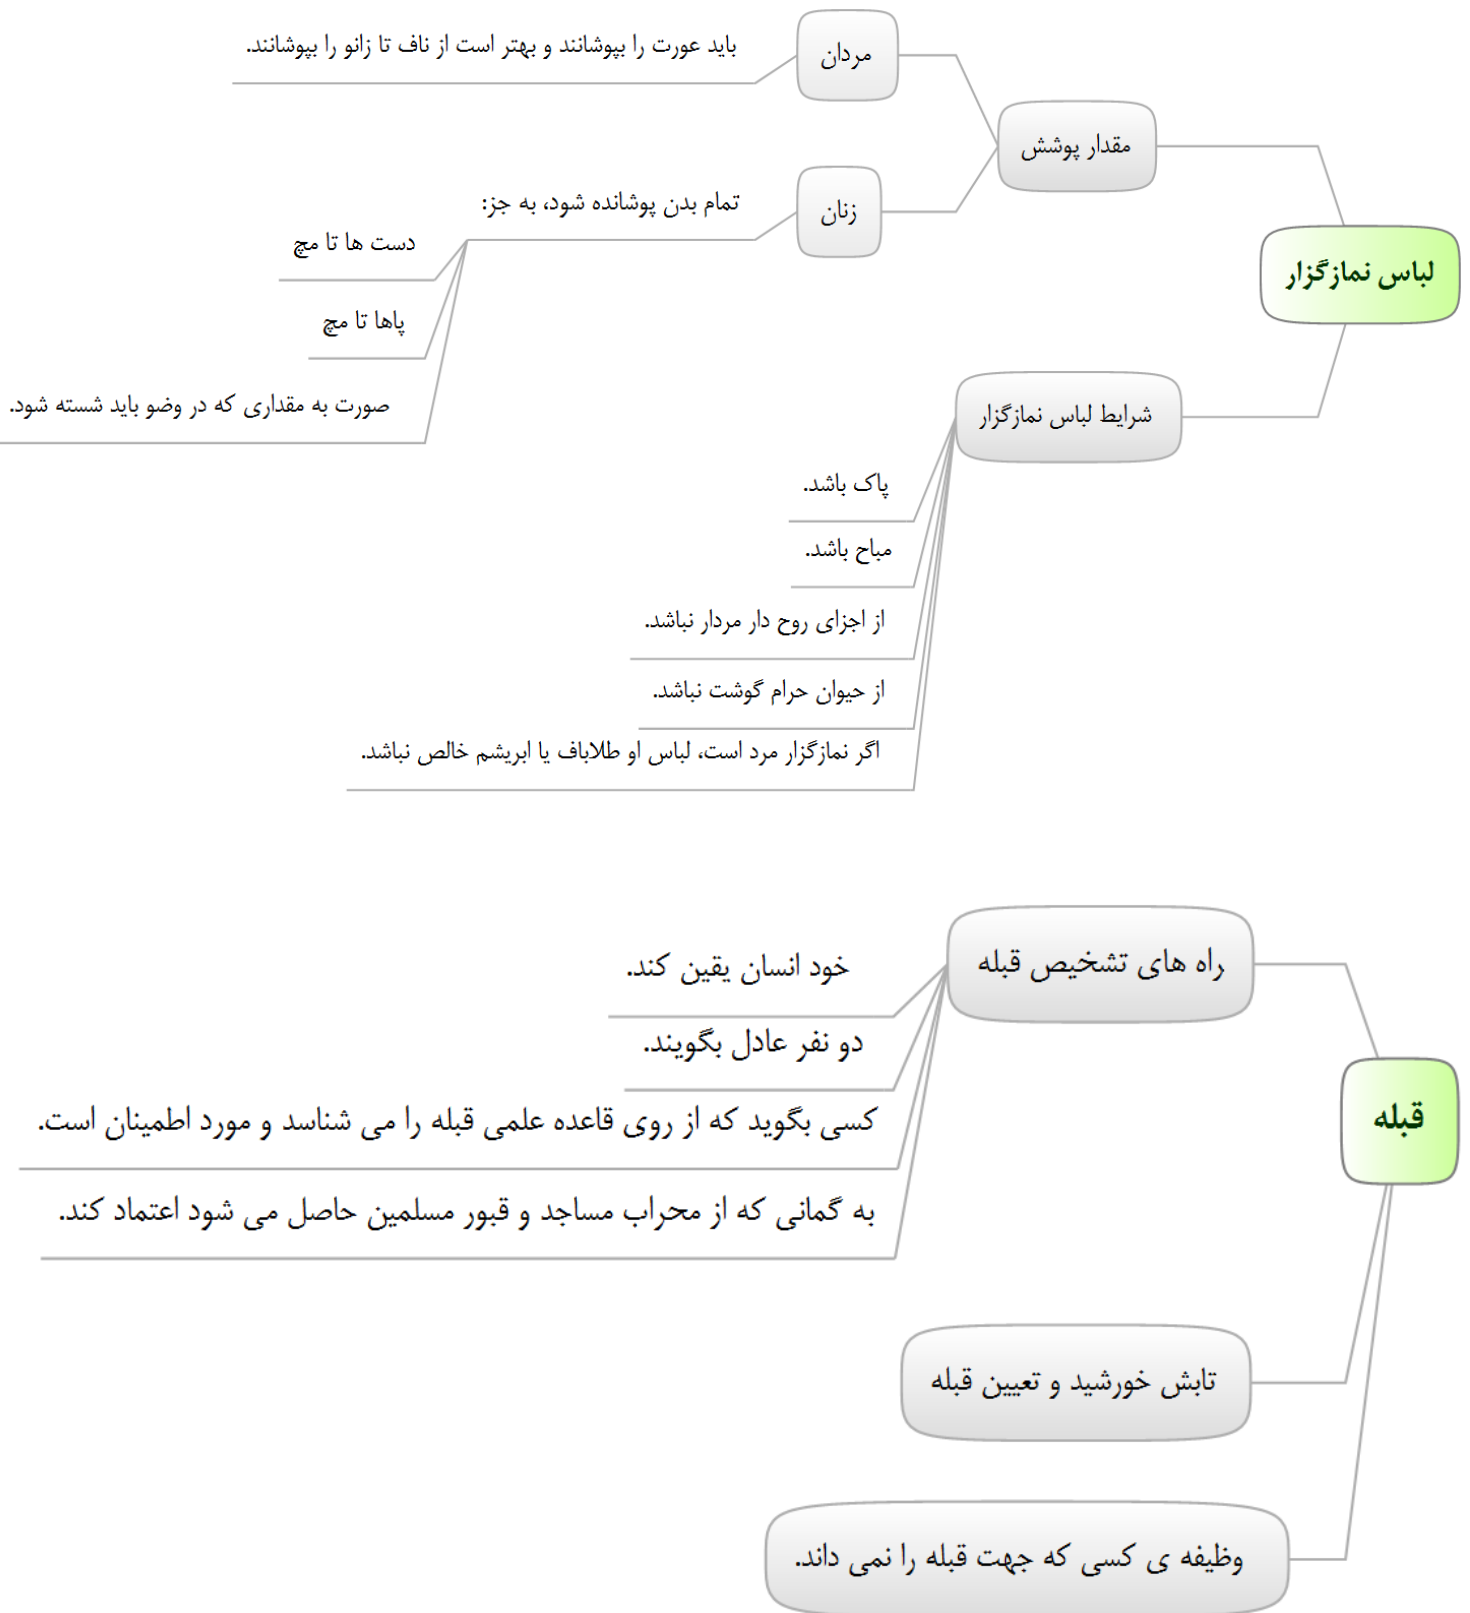 لباس نمازگزار
مقدار پوشش
مردان
باید عورت را بپوشانند و بهتر است از ناف تا زانو را بپوشانند.
زنان
تمام بدن پوشانده شود، به جز:
دست ها تا مچ
پاها تا مچ
صورت به مقداری که در وضو باید شسته شود.
شرایط لباس نمازگزار
پاک باشد.
مباح باشد.
از اجزای روح دار مردار نباشد.
از حیوان حرام گوشت نباشد.
اگر نمازگزار مرد است، لباس او طلاباف یا ابریشم خالص نباشد.
قبله
راه های تشخیص قبله
خود انسان یقین کند.
دو نفر عادل بگویند.
کسی بگوید که از روی قاعده علمی قبله را می شناسد و مورد اطمینان است.
به گمانی که از محراب مساجد و قبور مسلمین حاصل می شود اعتماد کند.
تابش خورشید و تعیین قبله
وظیفه ی کسی که جهت قبله را نمی داند.